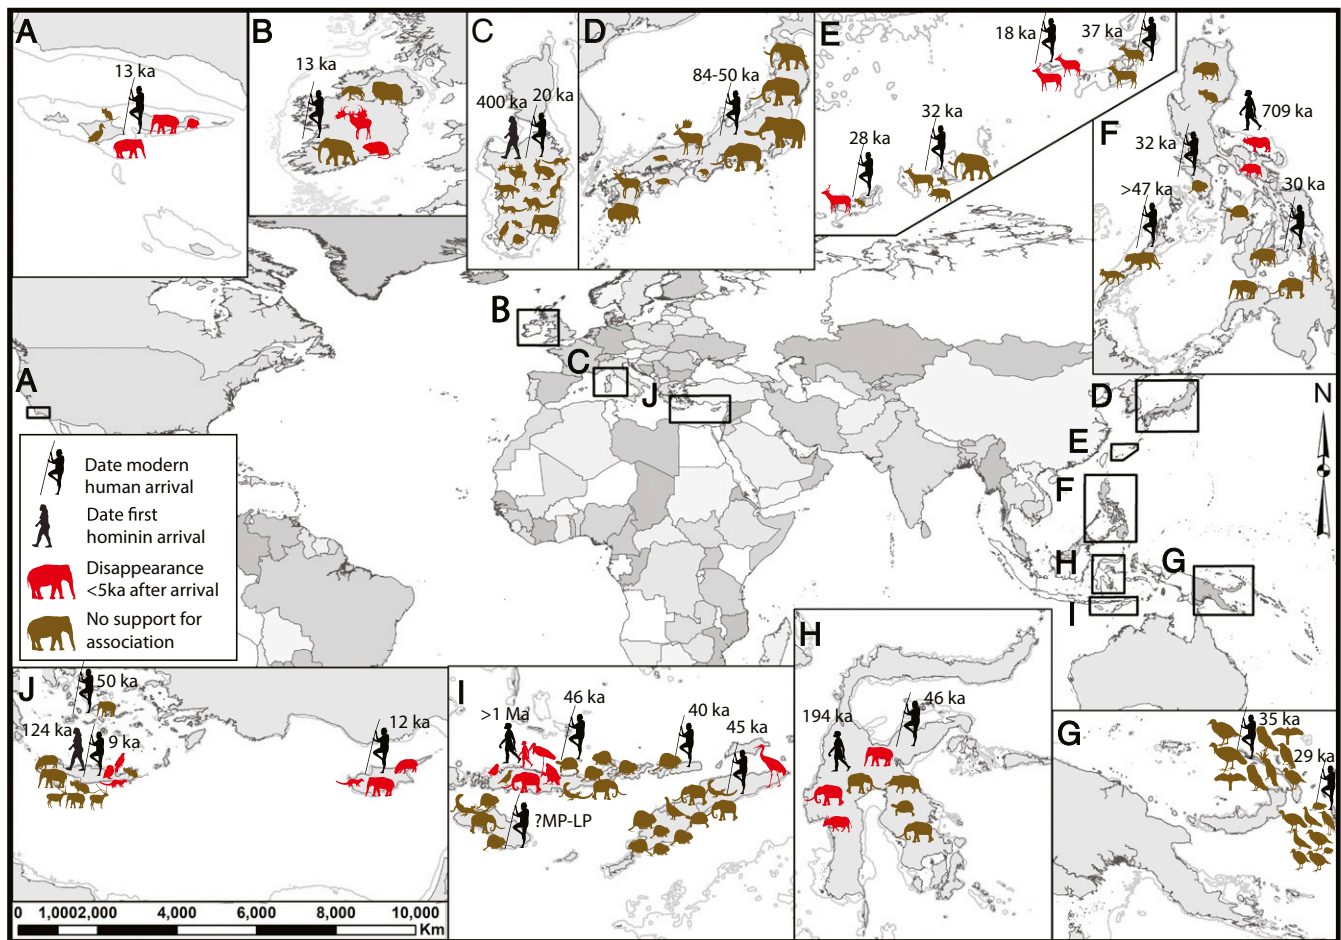 A
13 ka
B
13 ka
C
400 ka
20 ka
D
84-50 ka
E
18 ka
37 ka
32 ka
28 ka
F
709 ka
32 ka
>47 ka
30 ka
A
B
C
J
D
E
F
H
G
I
N
Date modern
human arrival
Date first
hominin arrival
Disappearance
<5ka after arrival
No support for
association
J
50 ka
124 ka
9 ka
12 ka
I
>1 Ma
46 ka
40 ka
45 ka
?MP-LP
H
194 ka
46 ka
G
35 ka
29 ka
0 1,000 2,000 4,000 6,000 8,000 10,000
Km